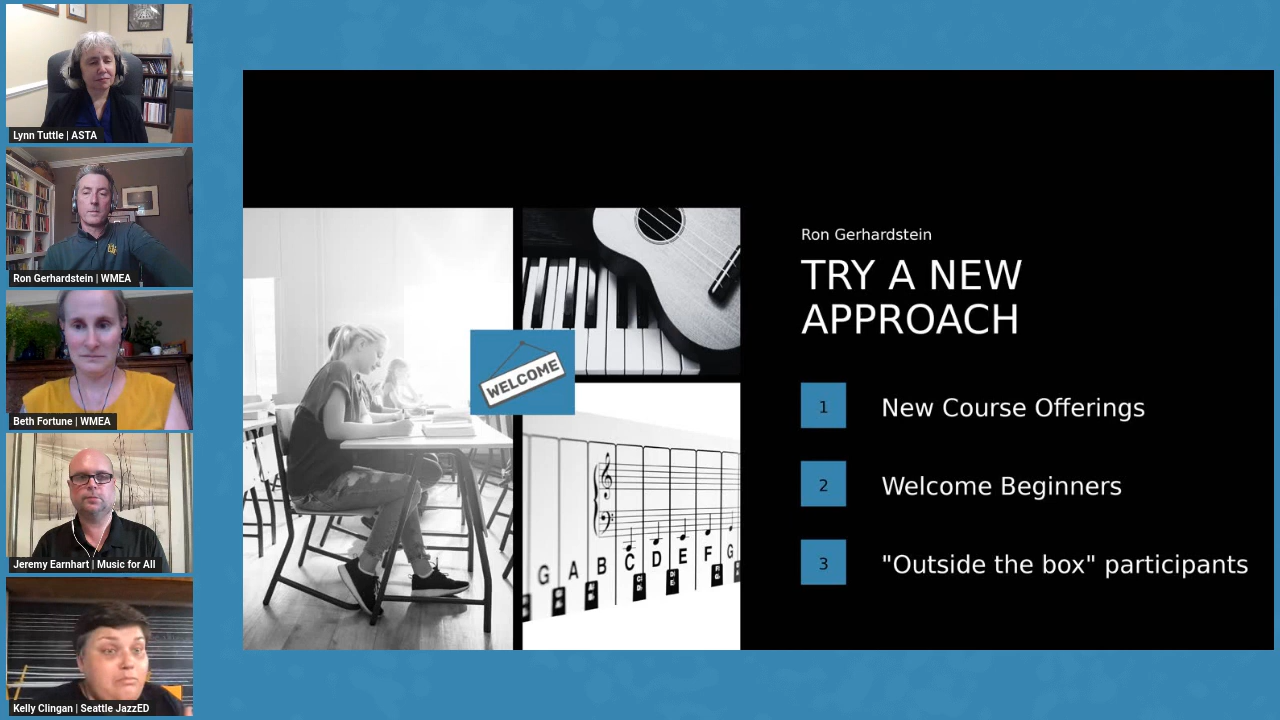 Lynn Tuttle | ASTA
Ron Gerhardstein | WMEA
Beth Fortune | WMEA
Jeremy Earnhart | Music for All
Kelly Clingan | Seattle JazzED
WELCOME
G A B C D E F G
Ron Gerhardstein
TRY A NEW
APPROACH
1 New Course Offerings
2 Welcome Beginners
3 "Outside the box" participants